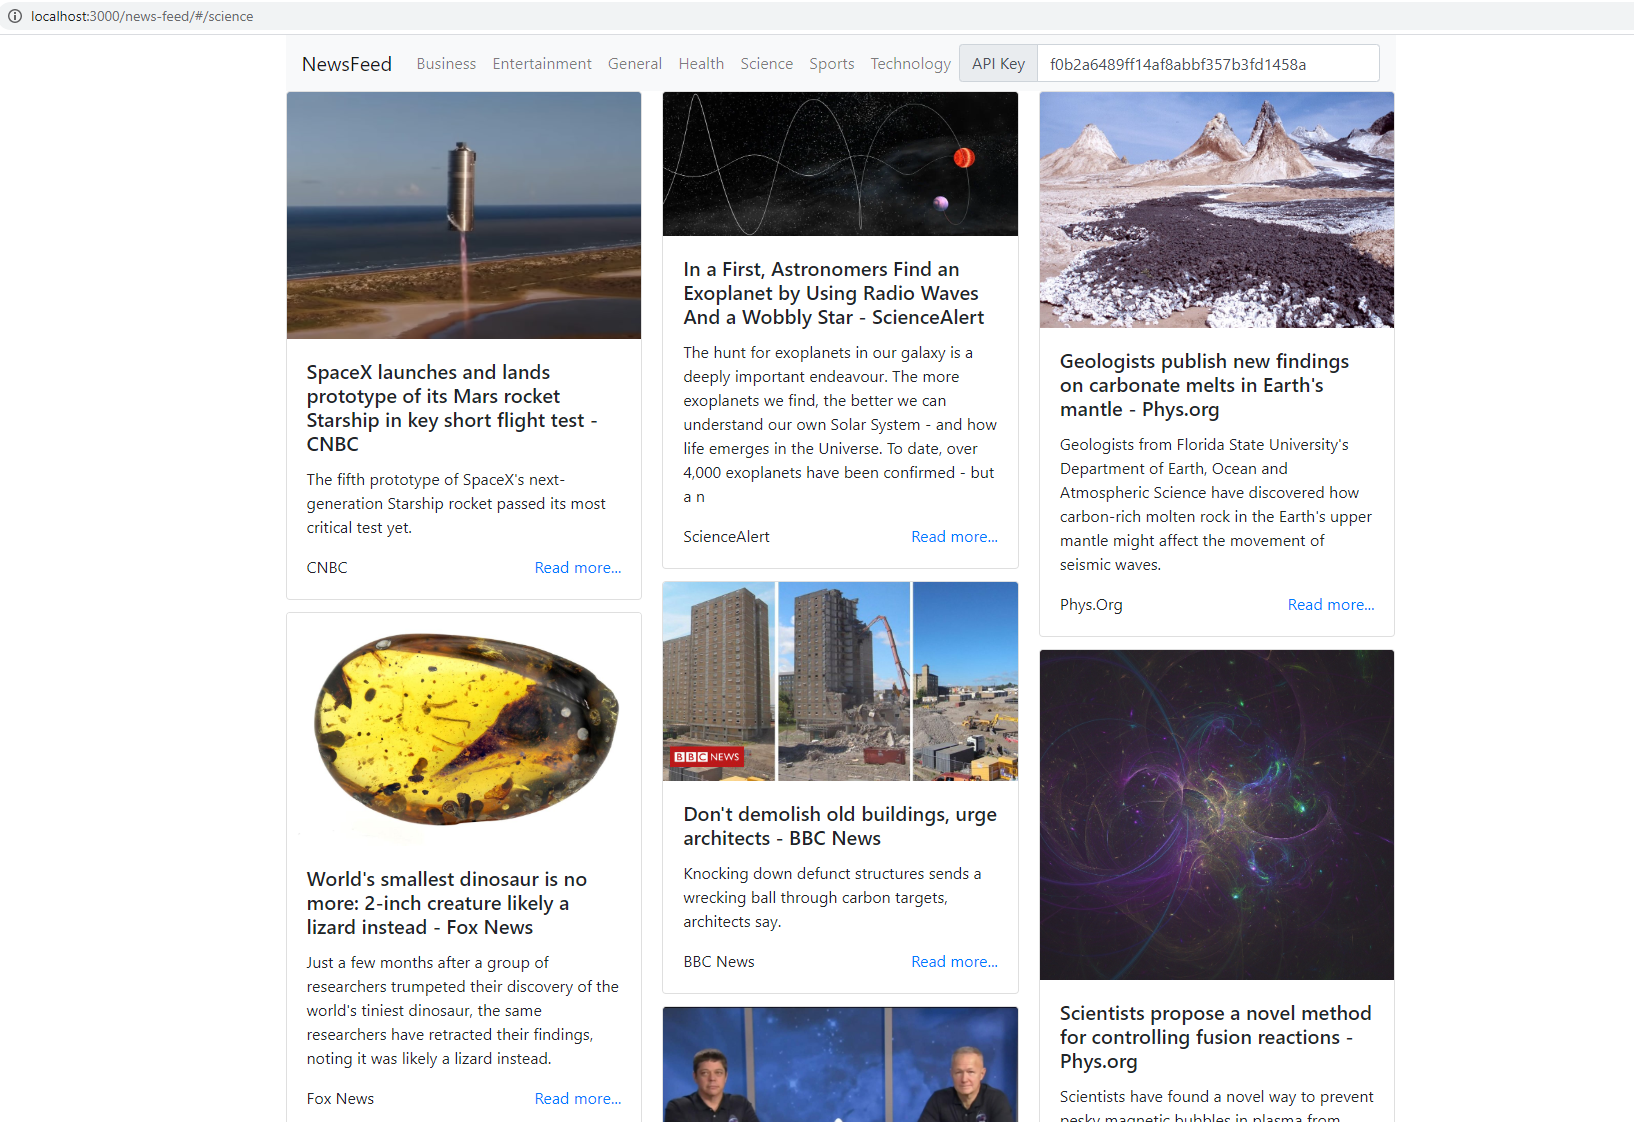 localhost:3000/news-feed/#/science
NewsFeed Business Entertainment General Health Science Sports Technology API Key f0b2a6489ff14af8abbf357b3fd1458a
SpaceX launches and lands
prototype of its Mars rocket
Starship in key short flight test -
CNBC
The fifth prototype of SpaceX's next-
generation Starship rocket passed its most
critical test yet.
CNBC Read more...
World's smallest dinosaur is no
more: 2-inch creature likely a
lizard instead - Fox News
Just a few months after a group of
researchers trumpeted their discovery of the
world's tiniest dinosaur, the same
researchers have retracted their findings,
noting it was likely a lizard instead.
Fox News Read more...
In a First, Astronomers Find an
Exoplanet by Using Radio Waves
And a Wobbly Star - ScienceAlert
The hunt for exoplanets in our galaxy is a
deeply important endeavour. The more
exoplanets we find, the better we can
understand our own Solar System - and how
life emerges in the Universe. To date, over
4,000 exoplanets have been confirmed - but
a n
ScienceAlert Read more...
BBC NEWS
Don't demolish old buildings, urge
architects - BBC News
Knocking down defunct structures sends a
wrecking ball through carbon targets,
architects say.
BBC News Read more...
Geologists publish new findings
on carbonate melts in Earth's
mantle - Phys.org
Geologists from Florida State University's
Department of Earth, Ocean and
Atmospheric Science have discovered how
carbon-rich molten rock in the Earth's upper
mantle might affect the movement of
seismic waves.
Phys.Org Read more...
Scientists propose a novel method
for controlling fusion reactions -
Phys.org
Scientists have found a novel way to prevent
pesky magnetic bubbles in plasma from